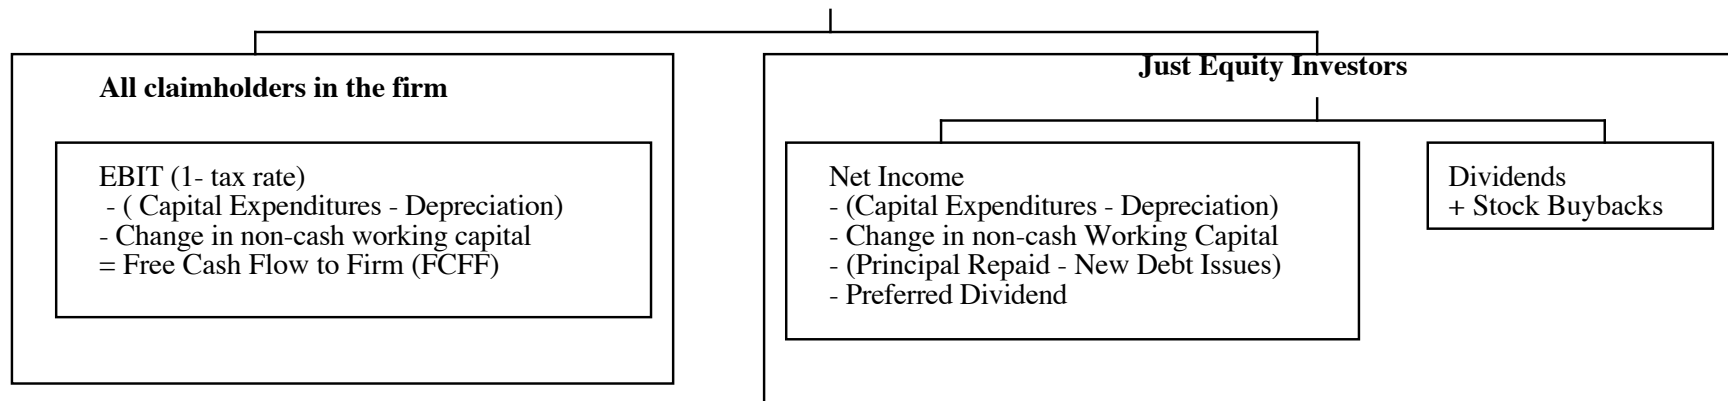 All claimholders in the firm
EBIT (1- tax rate)
- ( Capital Expenditures - Depreciation)
- Change in non-cash working capital
= Free Cash Flow to Firm (FCFF)
Just Equity Investors
Net Income
- (Capital Expenditures - Depreciation)
- Change in non-cash Working Capital
- (Principal Repaid - New Debt Issues)
- Preferred Dividend
Dividends
+ Stock Buybacks